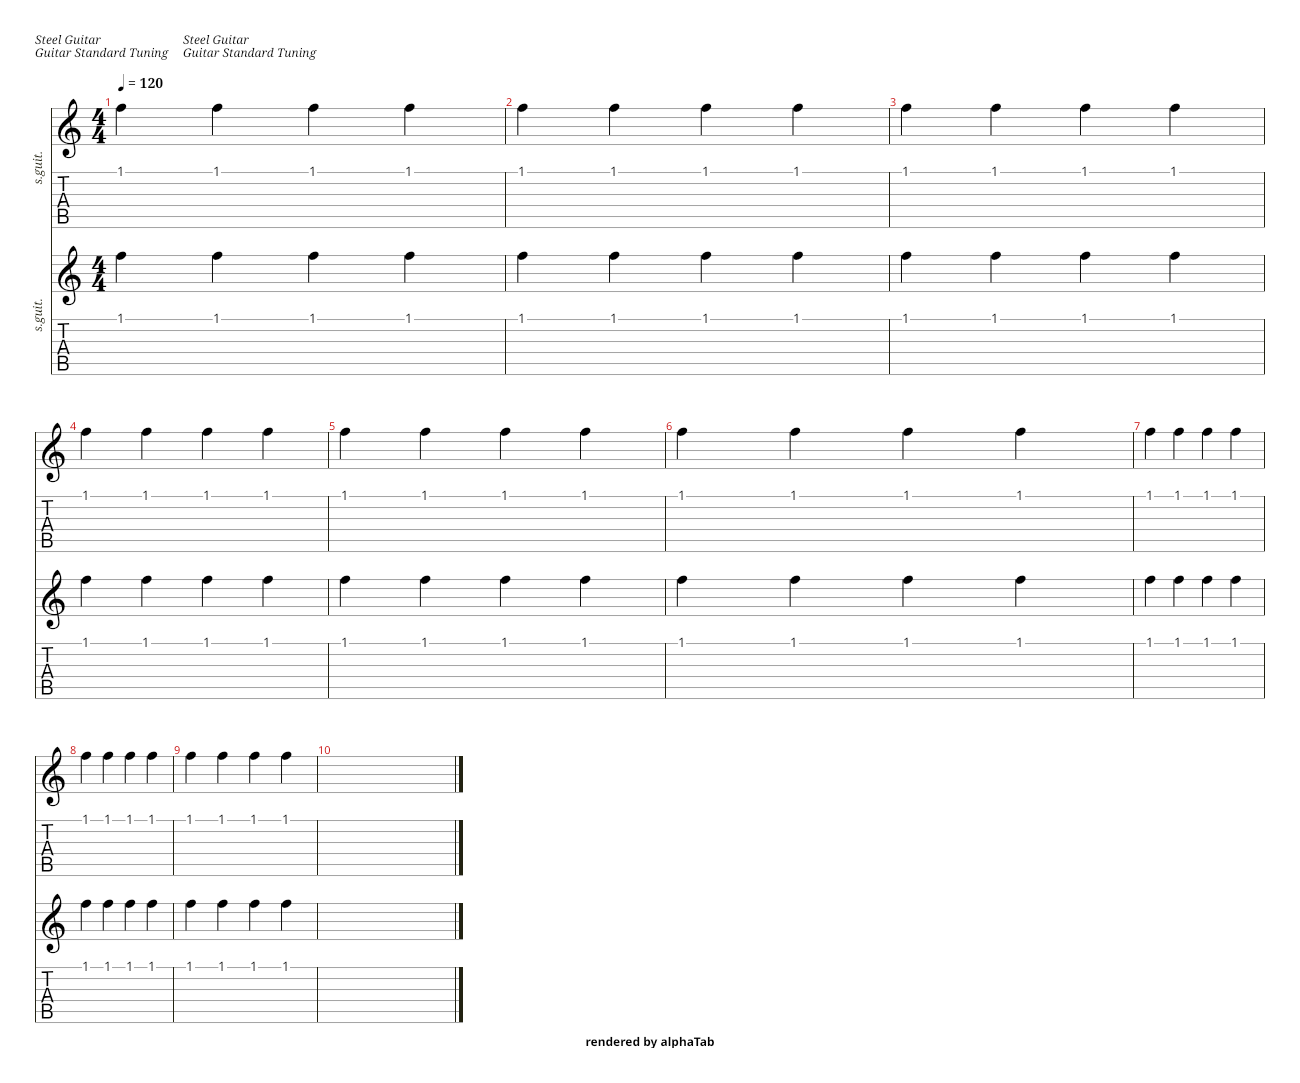 Steel Guitar Steel Guitar
Guitar Standard Tuning Guitar Standard Tuning
= 120
1 2 3
4 4
s.guit.
T A B
1 1 1 1 1 1 1 1 1 1 1 1
4 4
s.guit.
T A B
1 1 1 1 1 1 1 1 1 1 1 1
4 5 6 7
T A B
1 1 1 1 1 1 1 1 1 1 1 1 1 1 1 1
T A B
1 1 1 1 1 1 1 1 1 1 1 1 1 1 1 1
8 9 10
T A B
1 1 1 1 1 1 1 1
T A B
1 1 1 1 1 1 1 1
rendered by alphaTab